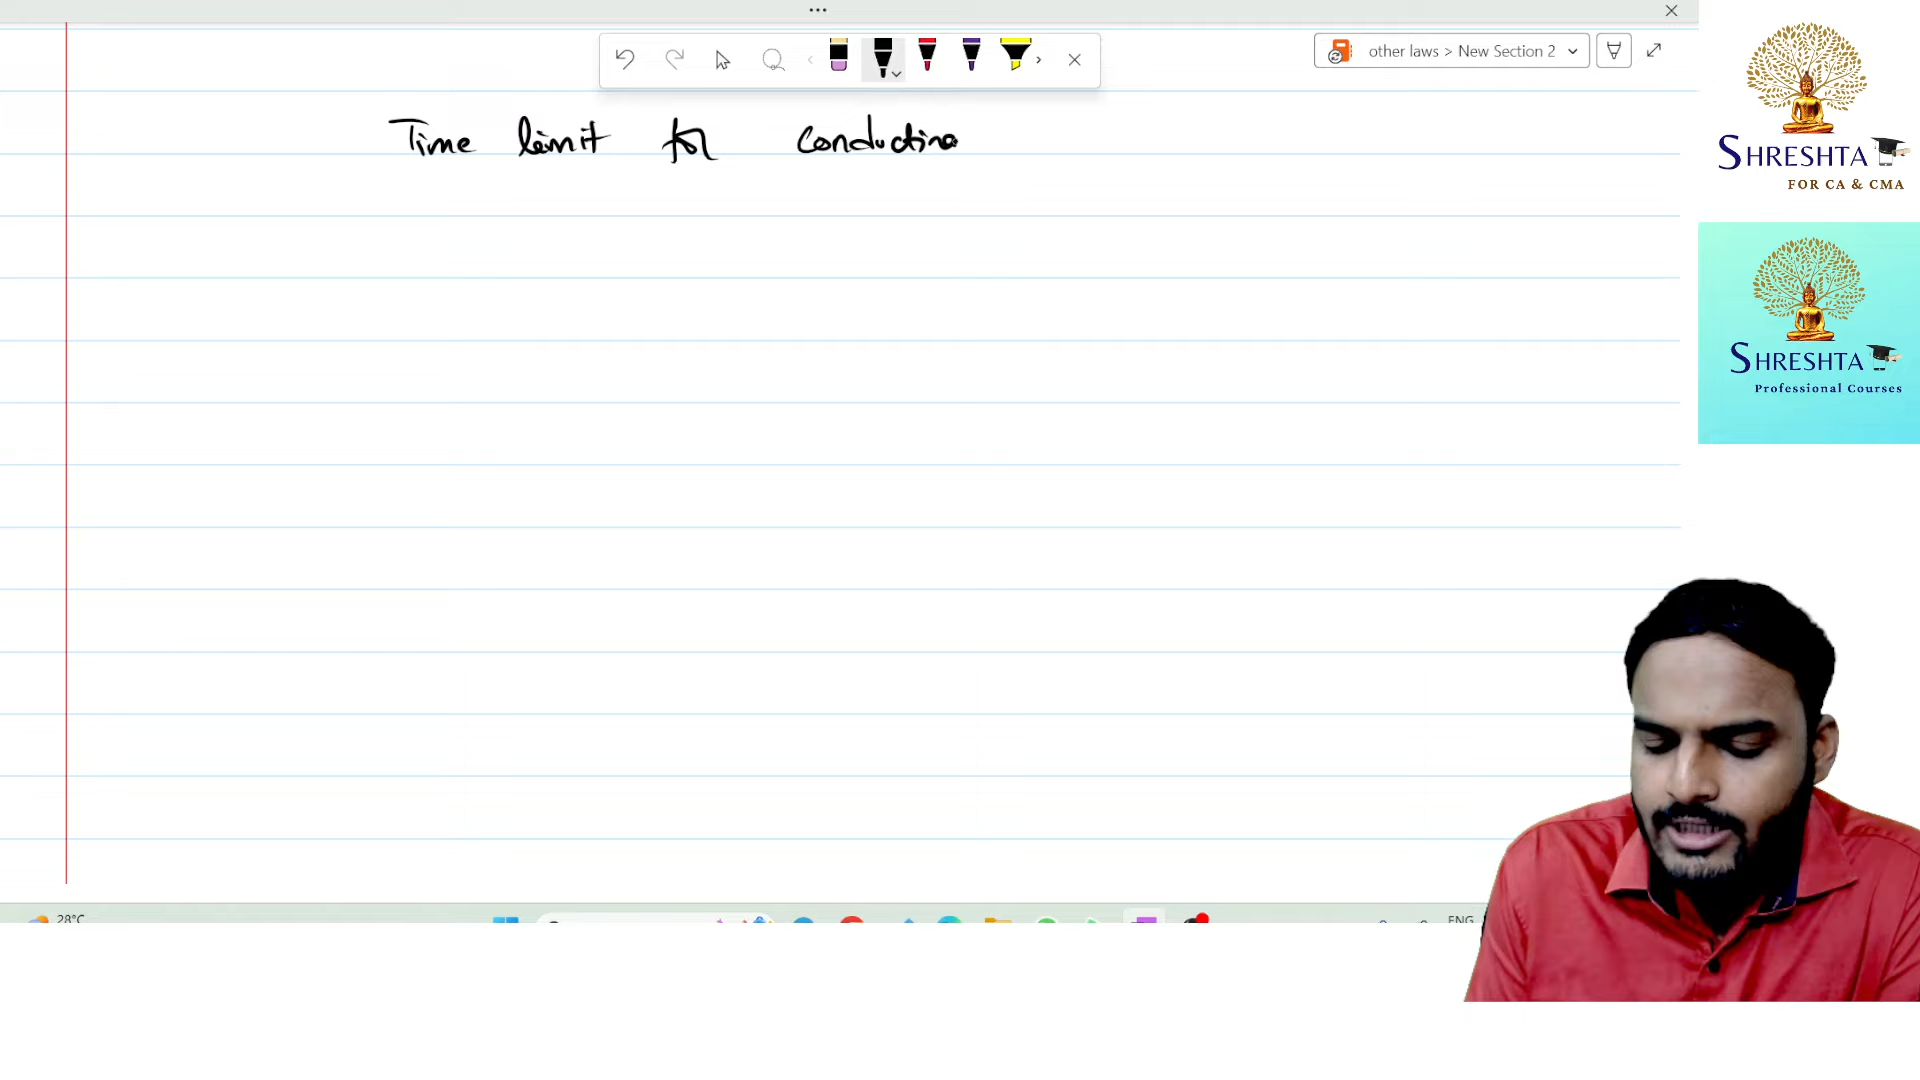 ...
other laws > New Section 2
Time limit for conducting
SHRESHTA
FOR CA & CMA
SHRESHTA
Professional Courses
28°C
ENG